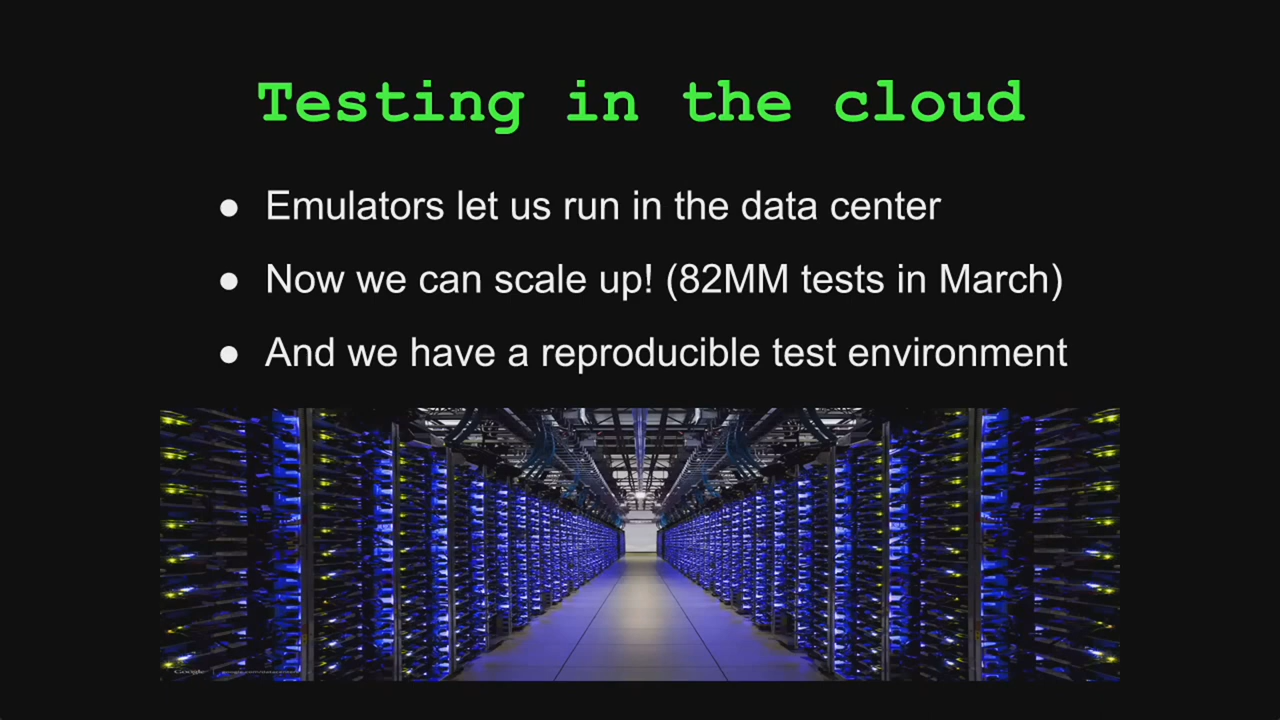 Testing in the cloud
● Emulators let us run in the data center
● Now we can scale up! (82MM tests in March)
● And we have a reproducible test environment
Google